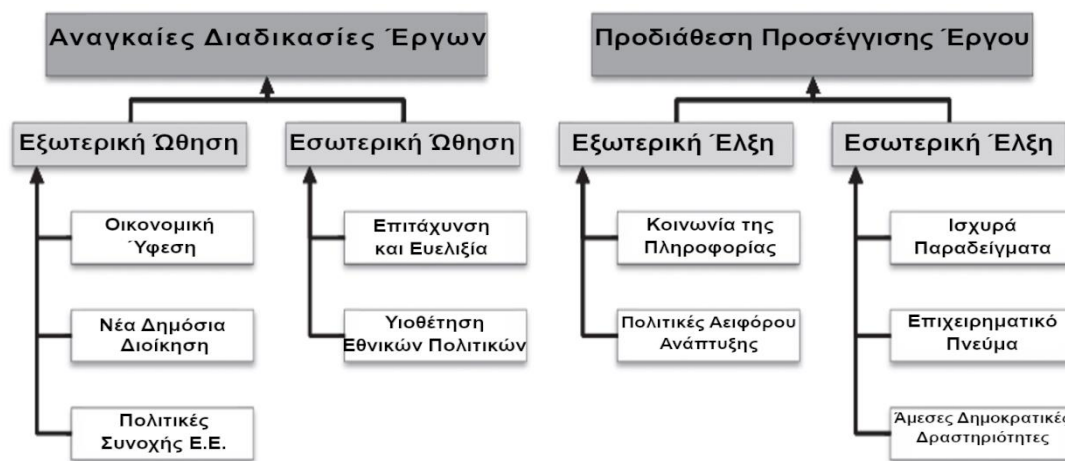 Αναγκαίες Διαδικασίες Έργων
Εξωτερική Ώθηση
Οικονομική
Ύφεση
Νέα Δημόσια
Διοίκηση
Πολιτικές
Συνοχής Ε.Ε.
Εσωτερική Ώθηση
Επιτάχυνση
και Ευελιξία
Υιοθέτηση
Εθνικών Πολιτικών
Προδιάθεση Προσέγγισης Έργου
Εξωτερική Έλξη
Κοινωνία της
Πληροφορίας
Πολιτικές Αειφόρου
Ανάπτυξης
Εσωτερική Έλξη
Ισχυρά
Παραδείγματα
Επιχειρηματικό
Πνεύμα
Άμεσες Δημοκρατικές
Δραστηριότητες